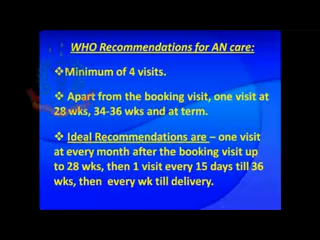 WHO Recommendations for AN care:
❖Minimum of 4 visits.
❖ Apart from the booking visit, one visit at
28 wks, 34-36 wks and at term.
❖ Ideal Recommendations are – one visit
at every month after the booking visit up
to 28 wks, then 1 visit every 15 days till 36
wks, then every wk till delivery.